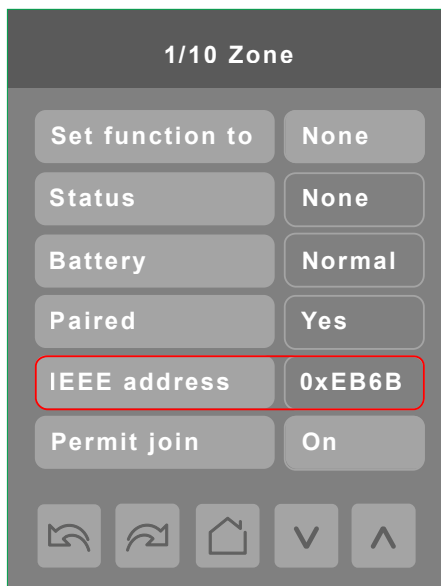 1/10 Zone
Set function to None
Status None
Battery Normal
Paired Yes
IEEE address 0xEB6B
Permit join On